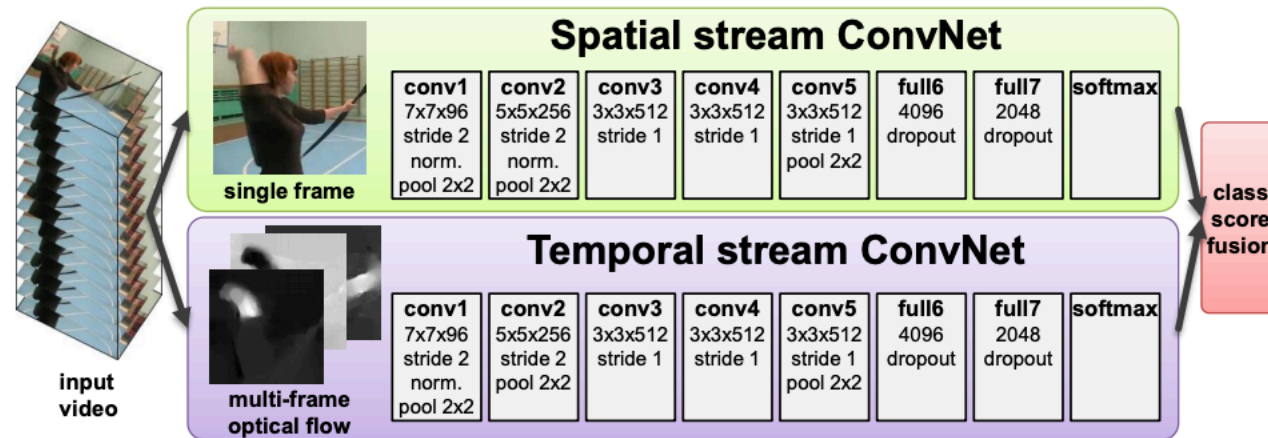 Spatial stream ConvNet
single frame
conv1
7x7x96
stride 2
norm.
pool 2x2
conv2
5x5x256
stride 2
norm.
pool 2x2
conv3
3x3x512
stride 1
conv4
3x3x512
stride 1
conv5
3x3x512
stride 1
pool 2x2
full6
4096
dropout
full7
2048
dropout
softmax
input
video
Temporal stream ConvNet
multi-frame
optical flow
conv1
7x7x96
stride 2
norm.
pool 2x2
conv2
5x5x256
stride 2
pool 2x2
conv3
3x3x512
stride 1
conv4
3x3x512
stride 1
conv5
3x3x512
stride 1
pool 2x2
full6
4096
dropout
full7
2048
dropout
softmax
class
score
fusion